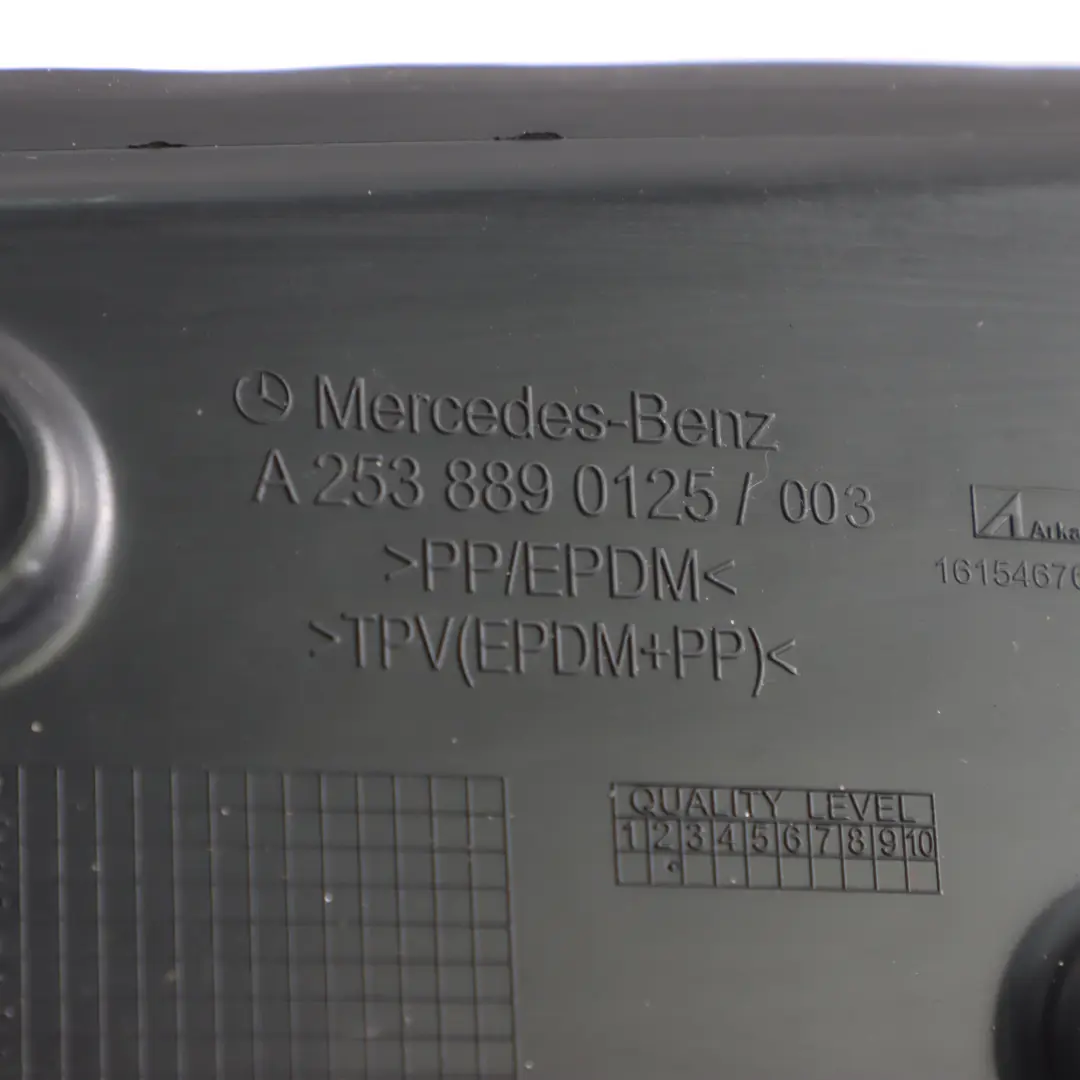 Mercedes-Benz
A 253 889 0125 / 003
>PP/EPDM<
>TPV(EPDM+PP)<
QUALITY LEVEL
1 2 3 4 5 6 7 8 9 10